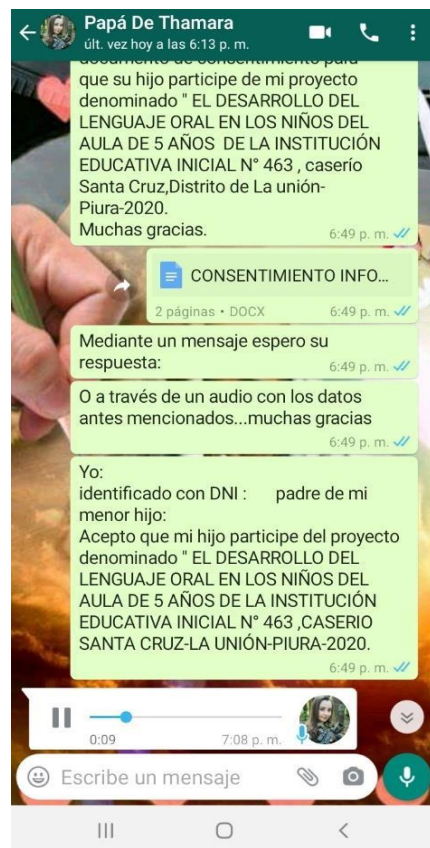 Papá De Thamara
últ. vez hoy a las 6:13 p. m.
documento de consentimiento para
que su hijo participe de mi proyecto
denominado " EL DESARROLLO DEL
LENGUAJE ORAL EN LOS NIÑOS DEL
AULA DE 5 AÑOS  DE LA INSTITUCIÓN
EDUCATIVA INICIAL N° 463 , caserío
Santa Cruz,Distrito de La unión-
Piura-2020.
Muchas gracias.
6:49 p. m.
CONSENTIMIENTO INFO...
2 páginas • DOCX 6:49 p. m.
Mediante un mensaje espero su
respuesta:
6:49 p. m.
O a través de un audio con los datos
antes mencionados...muchas gracias
6:49 p. m.
Yo:
identificado con DNI :      padre de mi
menor hijo:
Acepto que mi hijo participe del proyecto
denominado " EL DESARROLLO DEL
LENGUAJE ORAL EN LOS NIÑOS DEL
AULA DE 5 AÑOS DE LA INSTITUCIÓN
EDUCATIVA INICIAL N° 463 ,CASERIO
SANTA CRUZ-LA UNIÓN-PIURA-2020.
6:49 p. m.
0:09 7:08 p. m.
Escribe un mensaje